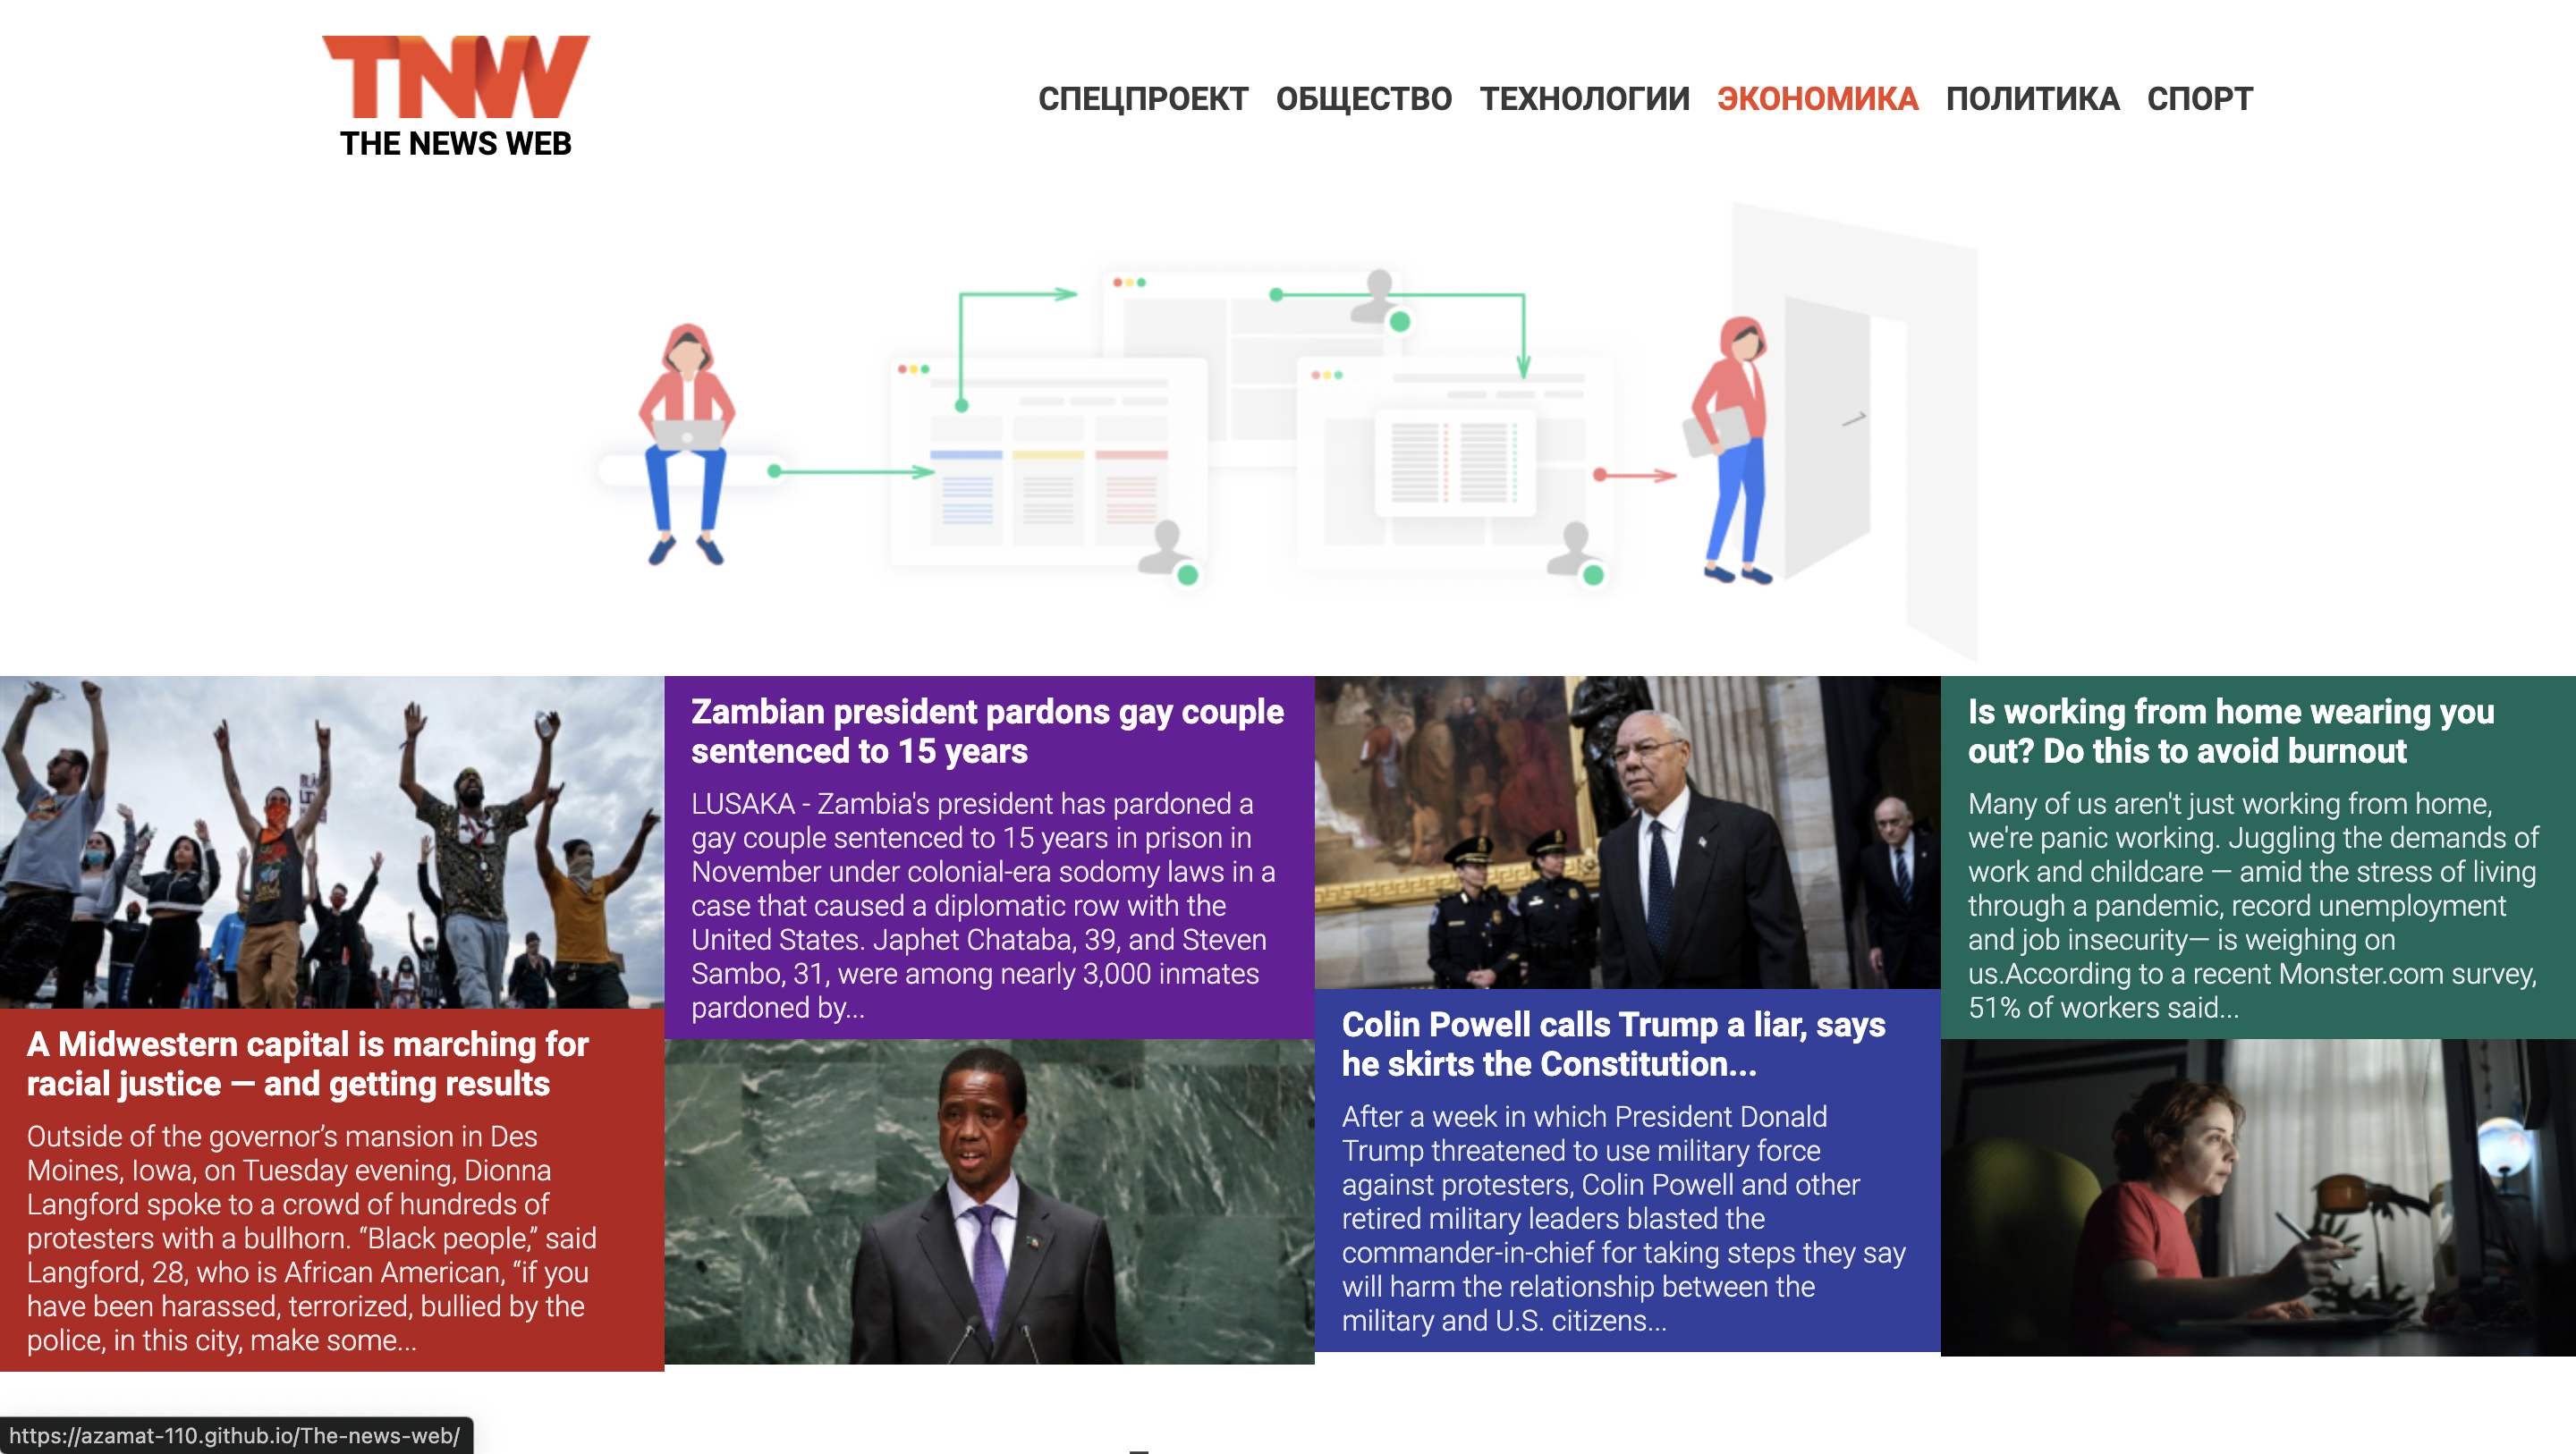 TNW
THE NEWS WEB
СПЕЦПРОЕКТ ОБЩЕСТВО ТЕХНОЛОГИИ ЭКОНОМИКА ПОЛИТИКА СПОРТ
A Midwestern capital is marching for
racial justice — and getting results
Outside of the governor’s mansion in Des
Moines, Iowa, on Tuesday evening, Dionna
Langford spoke to a crowd of hundreds of
protesters with a bullhorn. “Black people,” said
Langford, 28, who is African American, “if you
have been harassed, terrorized, bullied by the
police, in this city, make some...
Zambian president pardons gay couple
sentenced to 15 years
LUSAKA - Zambia's president has pardoned a
gay couple sentenced to 15 years in prison in
November under colonial-era sodomy laws in a
case that caused a diplomatic row with the
United States. Japhet Chataba, 39, and Steven
Sambo, 31, were among nearly 3,000 inmates
pardoned by...
Colin Powell calls Trump a liar, says
he skirts the Constitution...
After a week in which President Donald
Trump threatened to use military force
against protesters, Colin Powell and other
retired military leaders blasted the
commander-in-chief for taking steps they say
will harm the relationship between the
military and U.S. citizens...
Is working from home wearing you
out? Do this to avoid burnout
Many of us aren't just working from home,
we're panic working. Juggling the demands of
work and childcare — amid the stress of living
through a pandemic, record unemployment
and job insecurity— is weighing on
us.According to a recent Monster.com survey,
51% of workers said...
https://azamat-110.github.io/The-news-web/